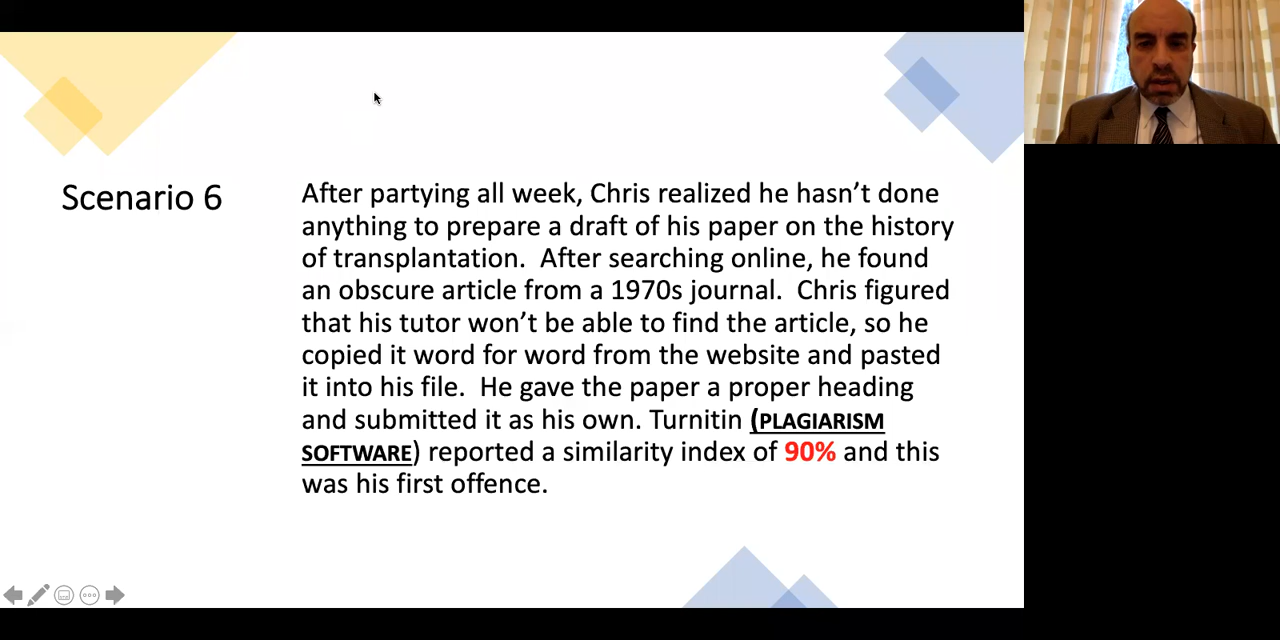 Scenario 6
After partying all week, Chris realized he hasn’t done
anything to prepare a draft of his paper on the history
of transplantation.  After searching online, he found
an obscure article from a 1970s journal.  Chris figured
that his tutor won’t be able to find the article, so he
copied it word for word from the website and pasted
it into his file.  He gave the paper a proper heading
and submitted it as his own. Turnitin (PLAGIARISM
SOFTWARE) reported a similarity index of 90% and this
was his first offence.